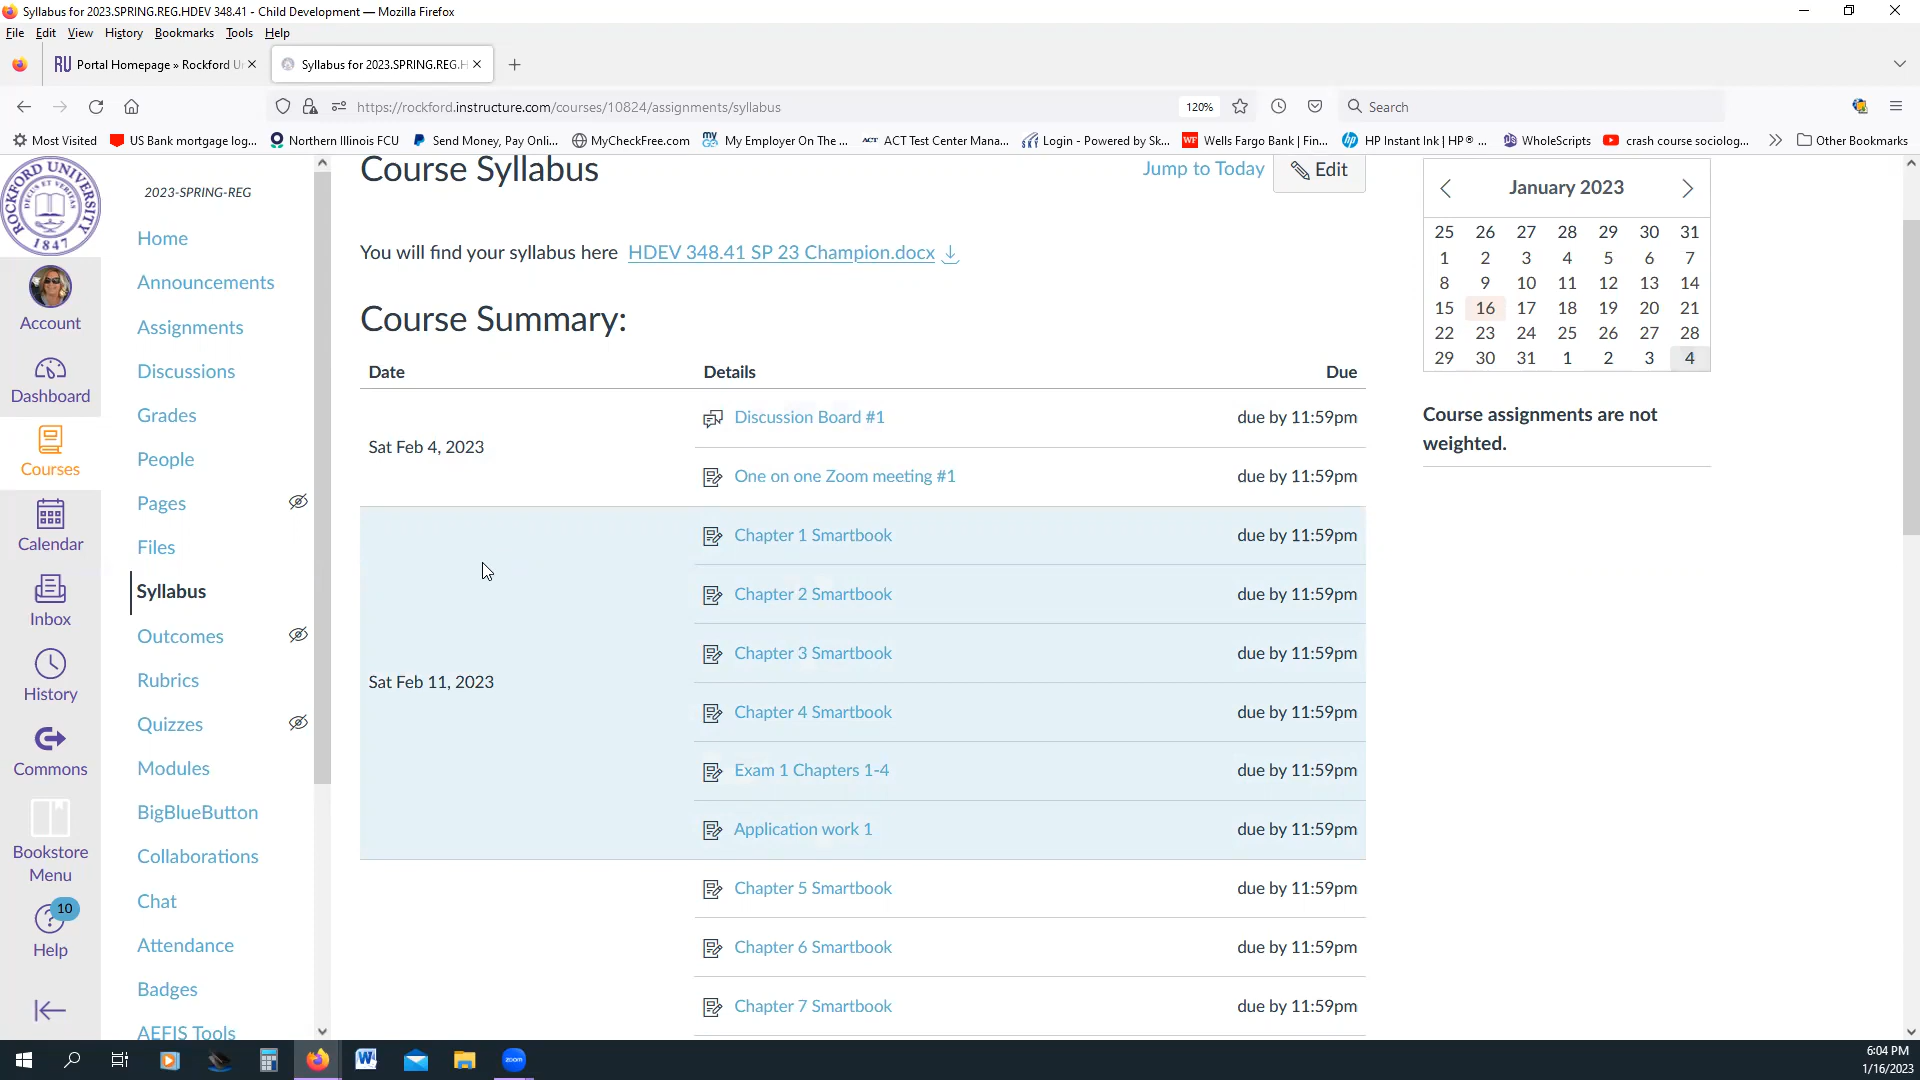 Syllabus for 2023.SPRING.REG.HDEV 348.41 - Child Development — Mozilla Firefox
File Edit View History Bookmarks Tools Help
RU Portal Homepage » Rockford U
Syllabus for 2023.SPRING.REG.H
https://rockford.instructure.com/courses/10824/assignments/syllabus
120%
Search
Most Visited
US Bank mortgage log...
Northern Illinois FCU
Send Money, Pay Onli...
MyCheckFree.com
My Employer On The ...
ACT Test Center Mana...
Login - Powered by Sk...
Wells Fargo Bank | Fin...
HP Instant Ink | HP® ...
WholeScripts
crash course sociolog...
Other Bookmarks
ROCKFORD UNIVERSITY
1847
Account
Dashboard
Courses
Calendar
Inbox
History
Commons
Bookstore
Menu
10
Help
2023-SPRING-REG
Home
Announcements
Assignments
Discussions
Grades
People
Pages
Files
Syllabus
Outcomes
Rubrics
Quizzes
Modules
BigBlueButton
Collaborations
Chat
Attendance
Badges
AEFIS Tools
Course Syllabus
Jump to Today
Edit
You will find your syllabus here HDEV 348.41 SP 23 Champion.docx
Course Summary:
Date Details Due
Sat Feb 4, 2023
Discussion Board #1 due by 11:59pm
One on one Zoom meeting #1 due by 11:59pm
Sat Feb 11, 2023
Chapter 1 Smartbook due by 11:59pm
Chapter 2 Smartbook due by 11:59pm
Chapter 3 Smartbook due by 11:59pm
Chapter 4 Smartbook due by 11:59pm
Exam 1 Chapters 1-4 due by 11:59pm
Application work 1 due by 11:59pm
Chapter 5 Smartbook due by 11:59pm
Chapter 6 Smartbook due by 11:59pm
Chapter 7 Smartbook due by 11:59pm
January 2023
25 26 27 28 29 30 31
1 2 3 4 5 6 7
8 9 10 11 12 13 14
15 16 17 18 19 20 21
22 23 24 25 26 27 28
29 30 31 1 2 3 4
Course assignments are not
weighted.
zoom
6:04 PM
1/16/2023